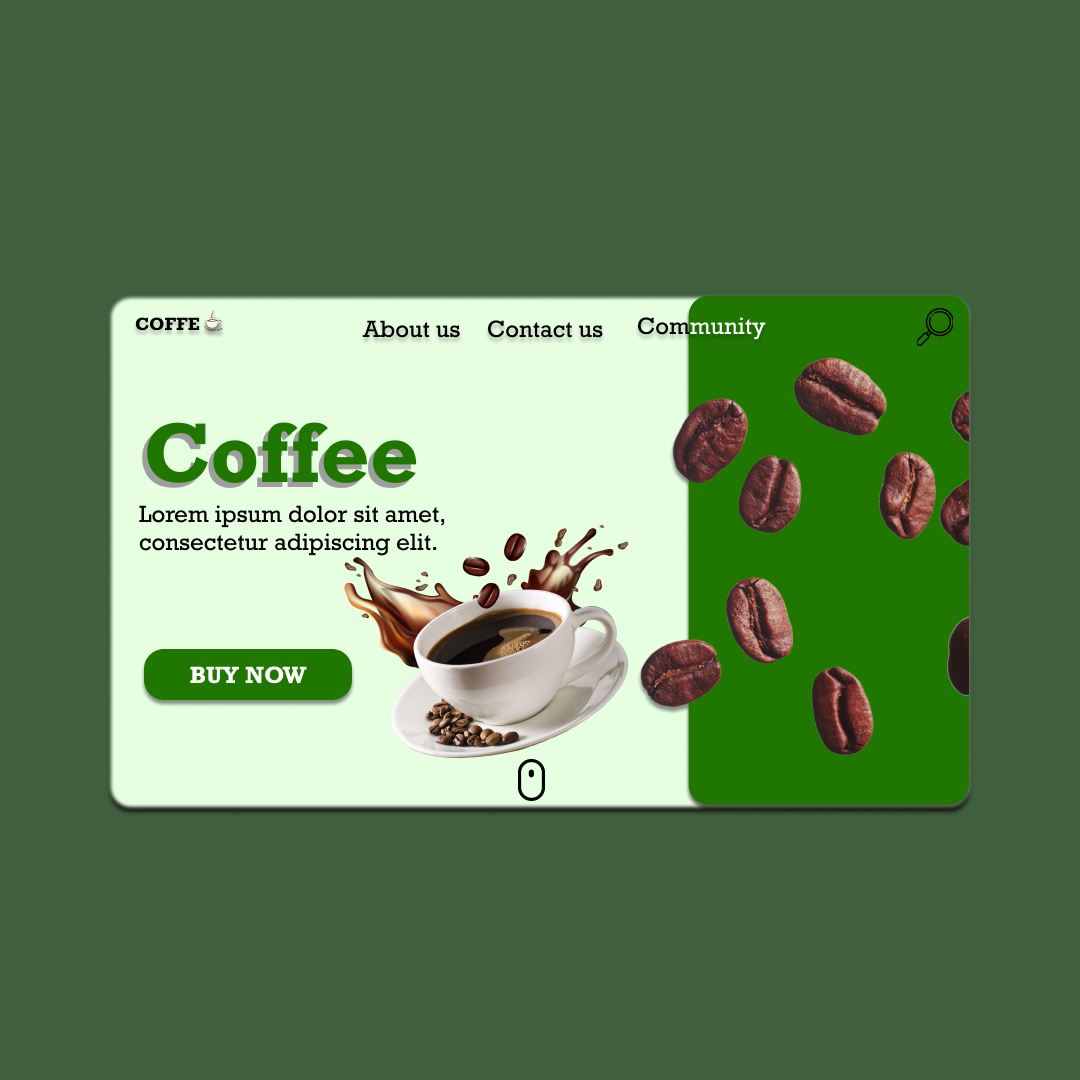 COFFE
About us
Contact us
Community
Coffee
Lorem ipsum dolor sit amet,
consectetur adipiscing elit.
BUY NOW